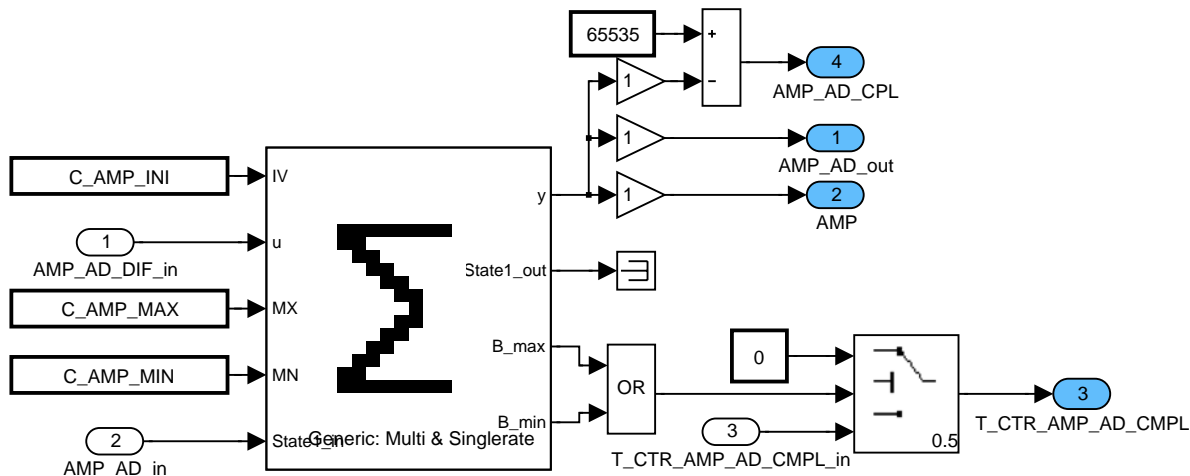 65535
+
−
1
4
AMP_AD_CPL
1
1
AMP_AD_out
1
2
AMP
C_AMP_INI
IV
y
1
u
AMP_AD_DIF_in
State1_out
C_AMP_MAX
MX
B_max
C_AMP_MIN
MN
B_min
OR
0
2
State1_in
AMP_AD_in
Generic: Multi & Singlerate
3
T_CTR_AMP_AD_CMPL_in
0.5
3
T_CTR_AMP_AD_CMPL